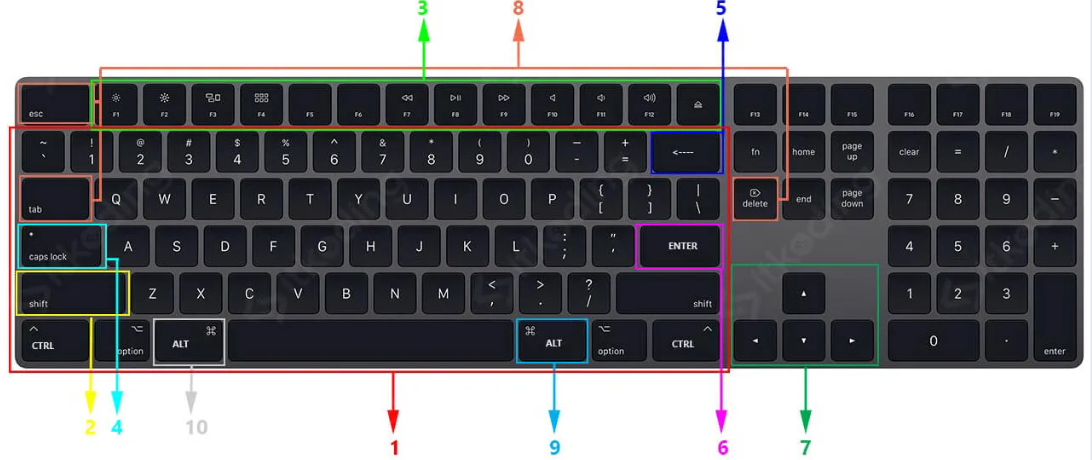 3 8 5
esc F1 F2 F3 F4 F5 F6 F7 F8 F9 F10 F11 F12 F13 F14 F15 F16 F17 F18 F19
~ ! @ # $ % ^ & * ( ) _ +
` 1 2 3 4 5 6 7 8 9 0 - = <---- fn home page up clear = / *
tab Q W E R T Y U I O P { [ } ] | \ delete end page down 7 8 9 −
caps lock A S D F G H J K L : ; " , ENTER 4 5 6 +
shift Z X C V B N M < , > . ? / shift 1 2 3
CTRL option ALT ⌘ ⌘ ALT option CTRL 0 . enter
2 4 10 1 9 6 7